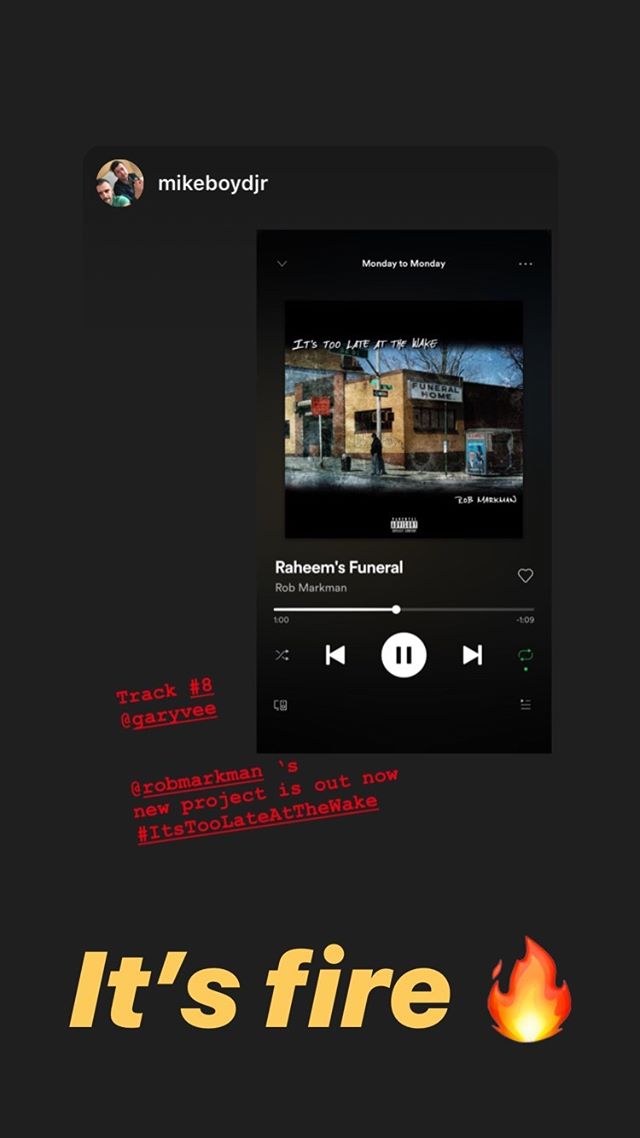 mikeboydjr
Monday to Monday
IT'S TOO LATE AT THE WAKE
FUNERAL
HOME
ROB MARKMAN
PARENTAL
ADVISORY
EXPLICIT CONTENT
Raheem's Funeral
Rob Markman
1:00
-1:09
Track #8
@garyvee
@robmarkman 's
new project is out now
#ItsTooLateAtTheWake
It's fire 🔥